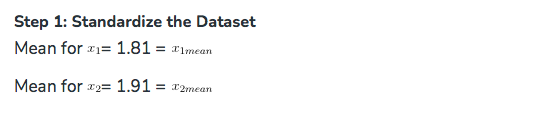 Step 1: Standardize the Dataset
Mean for x₁= 1.81 = x₁mean
Mean for x₂= 1.91 = x₂mean